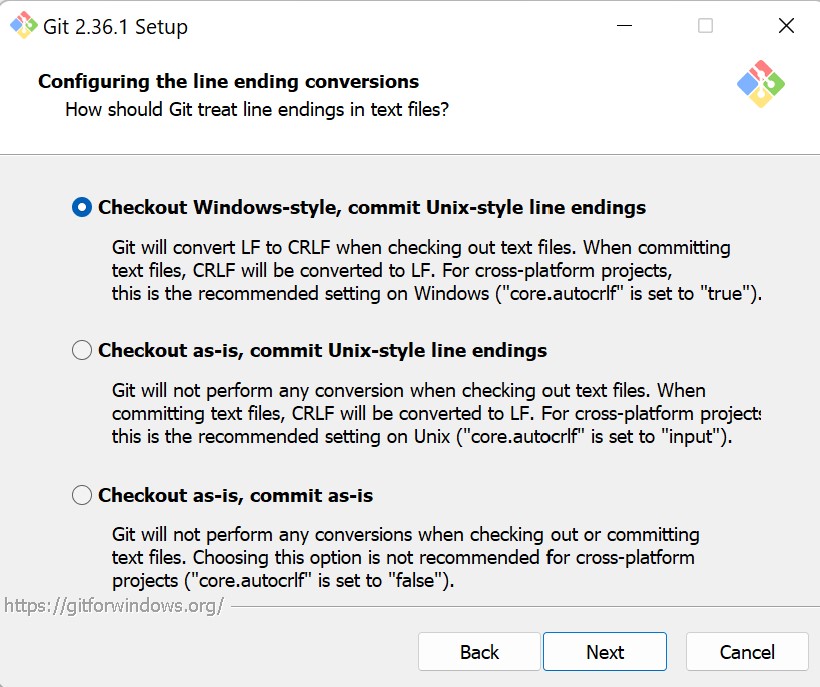 Git 2.36.1 Setup
Configuring the line ending conversions
How should Git treat line endings in text files?
Checkout Windows-style, commit Unix-style line endings
Git will convert LF to CRLF when checking out text files. When committing
text files, CRLF will be converted to LF. For cross-platform projects,
this is the recommended setting on Windows ("core.autocrlf" is set to "true").
Checkout as-is, commit Unix-style line endings
Git will not perform any conversion when checking out text files. When
committing text files, CRLF will be converted to LF. For cross-platform projects
this is the recommended setting on Unix ("core.autocrlf" is set to "input").
Checkout as-is, commit as-is
Git will not perform any conversions when checking out or committing
text files. Choosing this option is not recommended for cross-platform
projects ("core.autocrlf" is set to "false").
https://gitforwindows.org/
Back Next Cancel